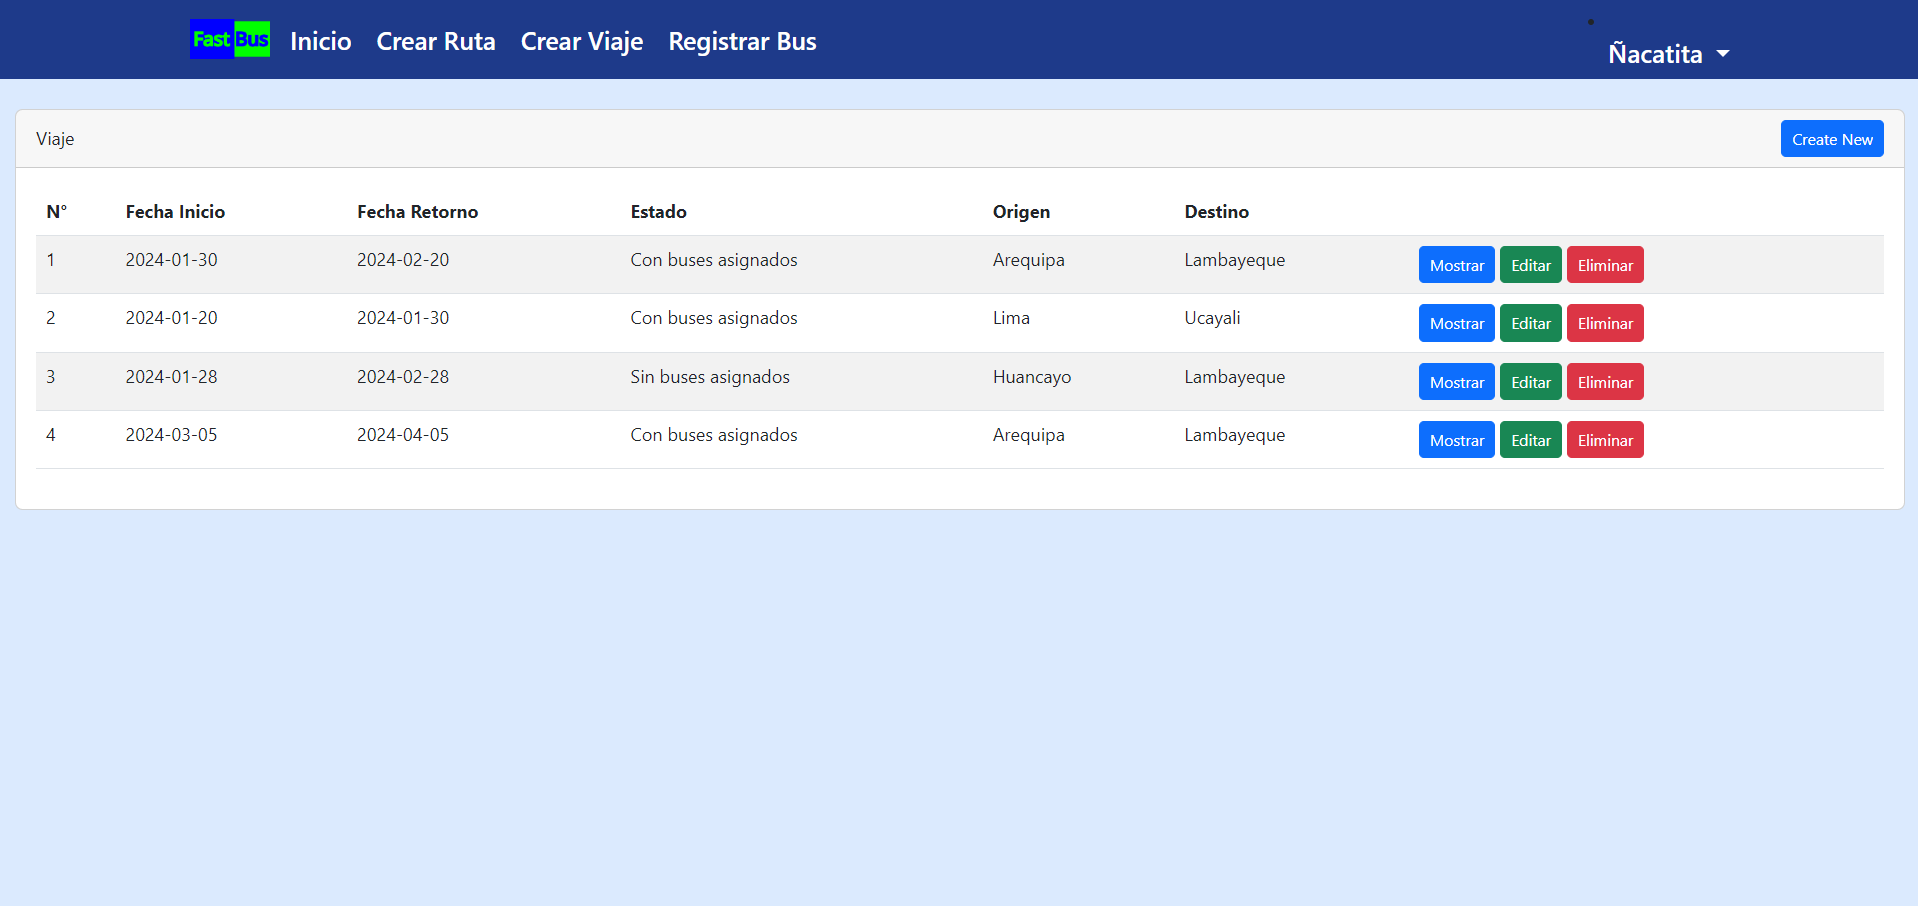 Fast Bus Inicio Crear Ruta Crear Viaje Registrar Bus Ñacatita
Viaje Create New
N° Fecha Inicio Fecha Retorno Estado Origen Destino
1 2024-01-30 2024-02-20 Con buses asignados Arequipa Lambayeque Mostrar Editar Eliminar
2 2024-01-20 2024-01-30 Con buses asignados Lima Ucayali Mostrar Editar Eliminar
3 2024-01-28 2024-02-28 Sin buses asignados Huancayo Lambayeque Mostrar Editar Eliminar
4 2024-03-05 2024-04-05 Con buses asignados Arequipa Lambayeque Mostrar Editar Eliminar